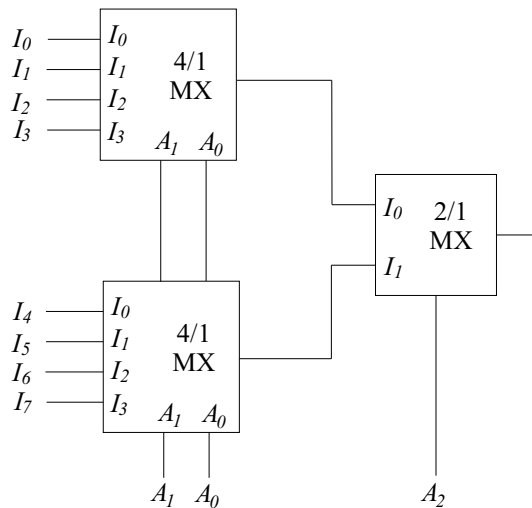 I0 I0 4/1
I1 I1 MX
I2 I2
I3 I3
A1 A0
I0 2/1
MX
I1
I4 I0
I5 I1 4/1
I6 I2 MX
I7 I3
A1 A0
A1 A0 A2